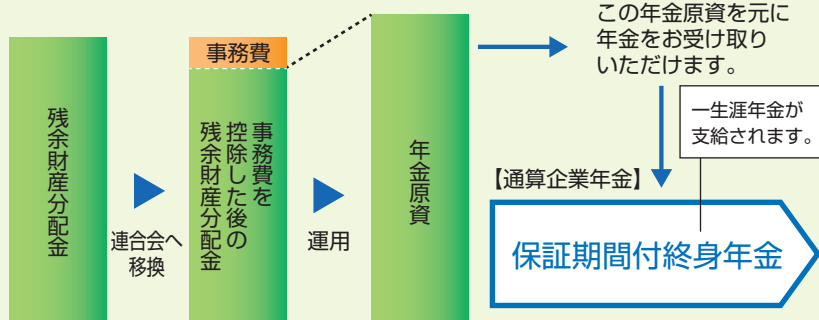 残余財産分配金
連合会へ
移換
事務費
事務費を
控除した後の
残余財産分配金
運用
年金原資
この年金原資を元に
年金をお受け取り
いただけます。
一生涯年金が
支給されます。
【通算企業年金】
保証期間付終身年金